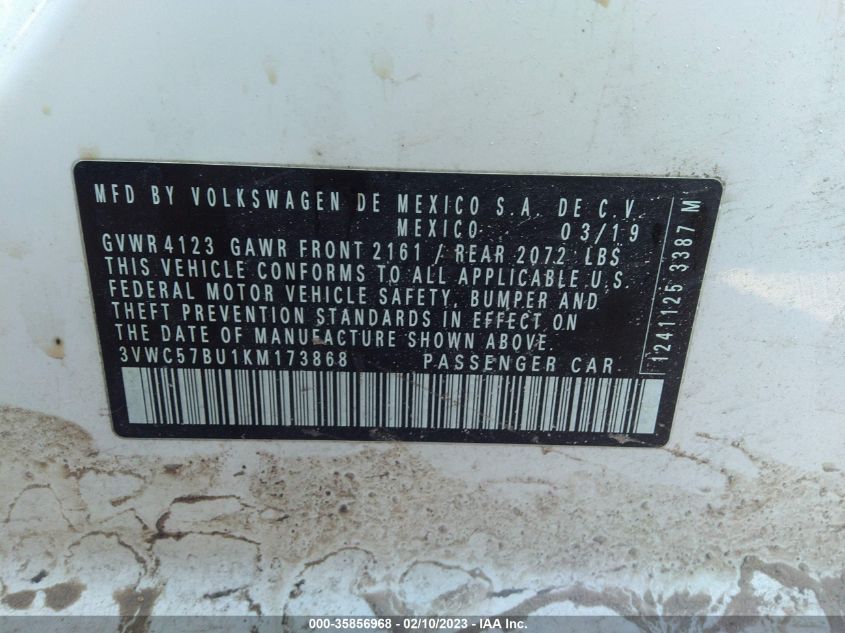 MFD BY VOLKSWAGEN DE MEXICO S.A. DE C.V.
MEXICO 03/19
GVWR 4123 GAWR FRONT 2161 / REAR 2072 LBS
THIS VEHICLE CONFORMS TO ALL APPLICABLE U.S.
FEDERAL MOTOR VEHICLE SAFETY, BUMPER AND
THEFT PREVENTION STANDARDS IN EFFECT ON
THE DATE OF MANUFACTURE SHOWN ABOVE.
3VWC57BU1KM173868 PASSENGER CAR
1241125 3387 M
000-35856968 - 02/10/2023 - © IAA Inc.